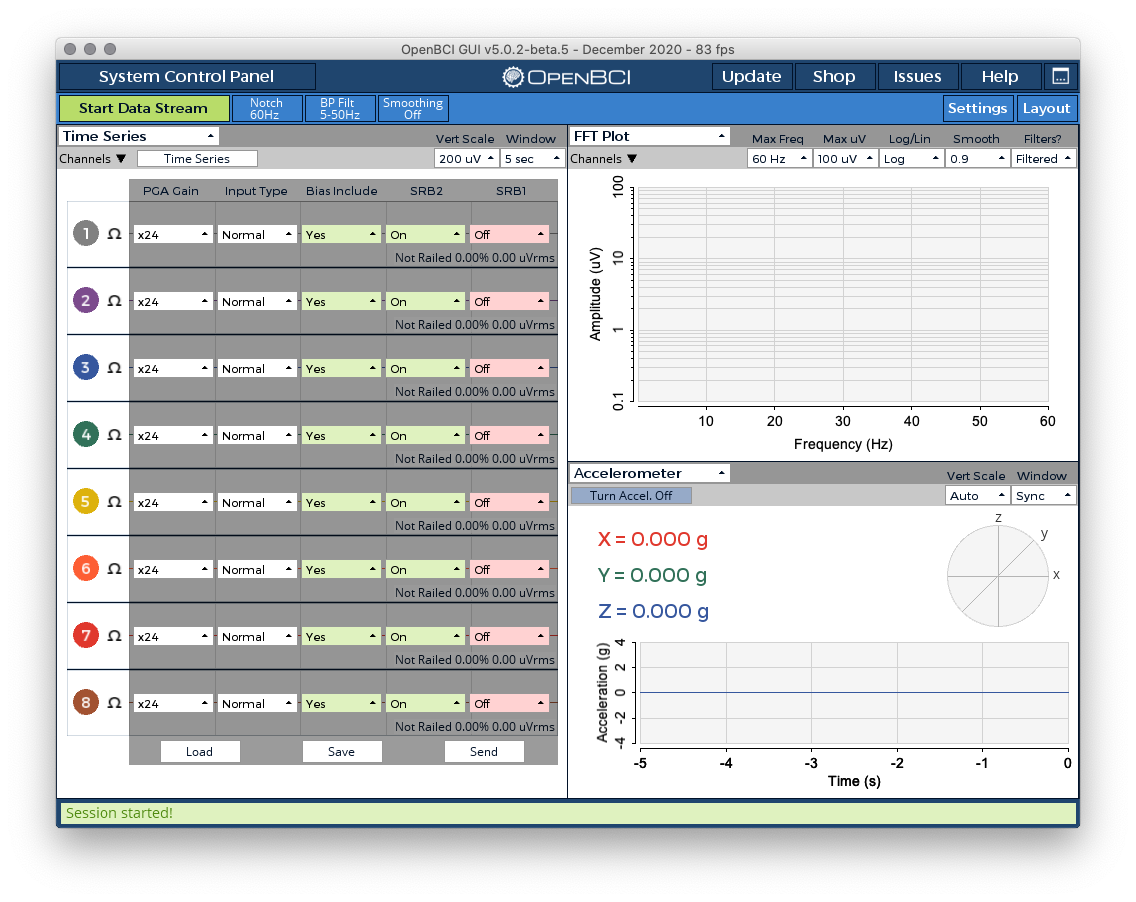 OpenBCI GUI v5.0.2-beta.5 - December 2020 - 83 fps
System Control Panel
OPENBCI
Update
Shop
Issues
Help
Start Data Stream
Notch
60Hz
BP Filt
5-50Hz
Smoothing
Off
Settings
Layout
Time Series
Vert Scale Window
Channels ▼ Time Series 200 uV 5 sec
PGA Gain Input Type Bias Include SRB2 SRB1
1 Ω x24 Normal Yes On Off
Not Railed 0.00% 0.00 uVrms
2 Ω x24 Normal Yes On Off
Not Railed 0.00% 0.00 uVrms
3 Ω x24 Normal Yes On Off
Not Railed 0.00% 0.00 uVrms
4 Ω x24 Normal Yes On Off
Not Railed 0.00% 0.00 uVrms
5 Ω x24 Normal Yes On Off
Not Railed 0.00% 0.00 uVrms
6 Ω x24 Normal Yes On Off
Not Railed 0.00% 0.00 uVrms
7 Ω x24 Normal Yes On Off
Not Railed 0.00% 0.00 uVrms
8 Ω x24 Normal Yes On Off
Not Railed 0.00% 0.00 uVrms
Load Save Send
FFT Plot
Max Freq Max uV Log/Lin Smooth Filters?
Channels ▼ 60 Hz 100 uV Log 0.9 Filtered
Amplitude (uV)
100
10
1
0.1
10 20 30 40 50 60
Frequency (Hz)
Accelerometer
Vert Scale Window
Turn Accel. Off Auto Sync
X = 0.000 g
Y = 0.000 g
Z = 0.000 g
z
y
x
Acceleration (g)
4
2
0
-2
-4
-5 -4 -3 -2 -1 0
Time (s)
Session started!